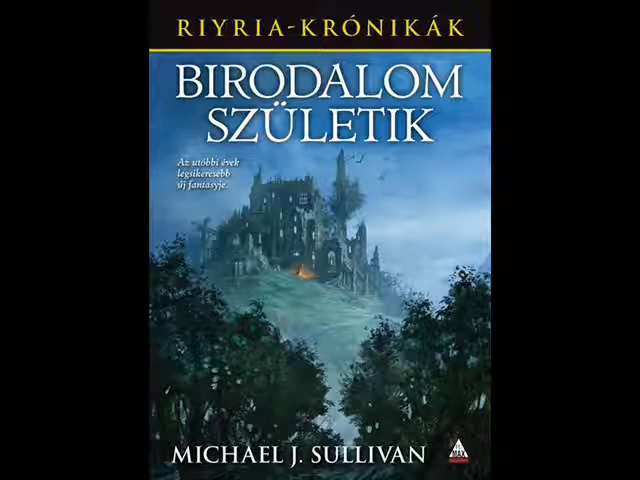 RIYRIA-KRÓNIKÁK
BIRODALOM
SZÜLETIK
Az utóbbi évek
legsikeresebb
új fantasyje.
MICHAEL J. SULLIVAN